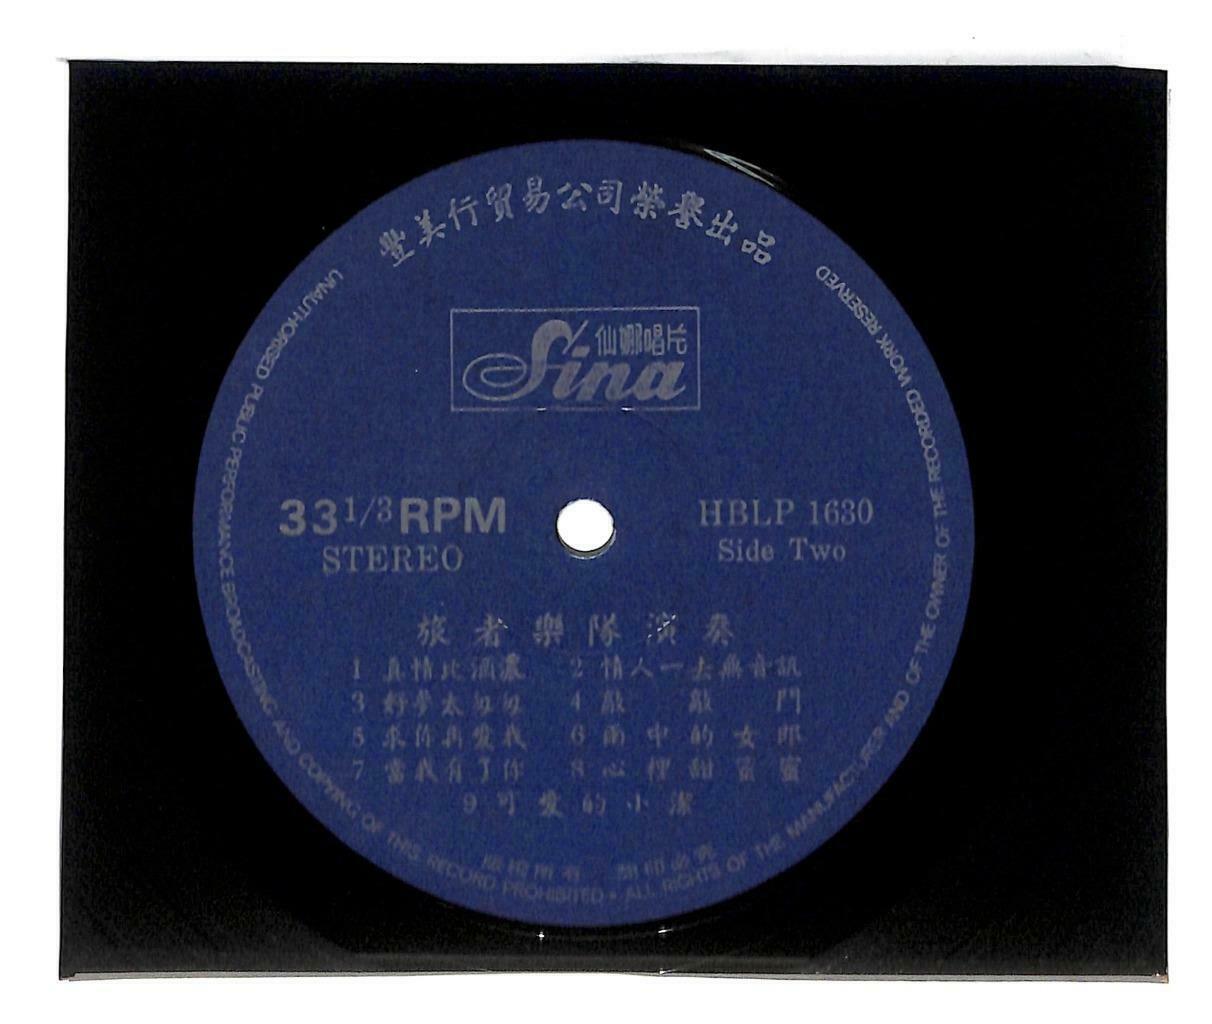 豐美行貿易公司榮譽出品
仙娜唱片
Sina
33 1/3 RPM
STEREO
HBLP 1630
Side Two
旅者樂隊演奏
1 真情比酒濃 2 情人一去無音訊
3 好夢太匆匆 4 敲敲門
5 求你再愛我 6 雨中的女郎
7 當我有了你 8 心裡甜蜜蜜
9 可愛的小潔
版權所有 翻印必究
UNAUTHORISED PUBLIC PERFORMANCE BROADCASTING AND COPYING OF THIS RECORD PROHIBITED • ALL RIGHTS OF THE MANUFACTURER AND OF THE OWNER OF THE RECORDED WORK RESERVED